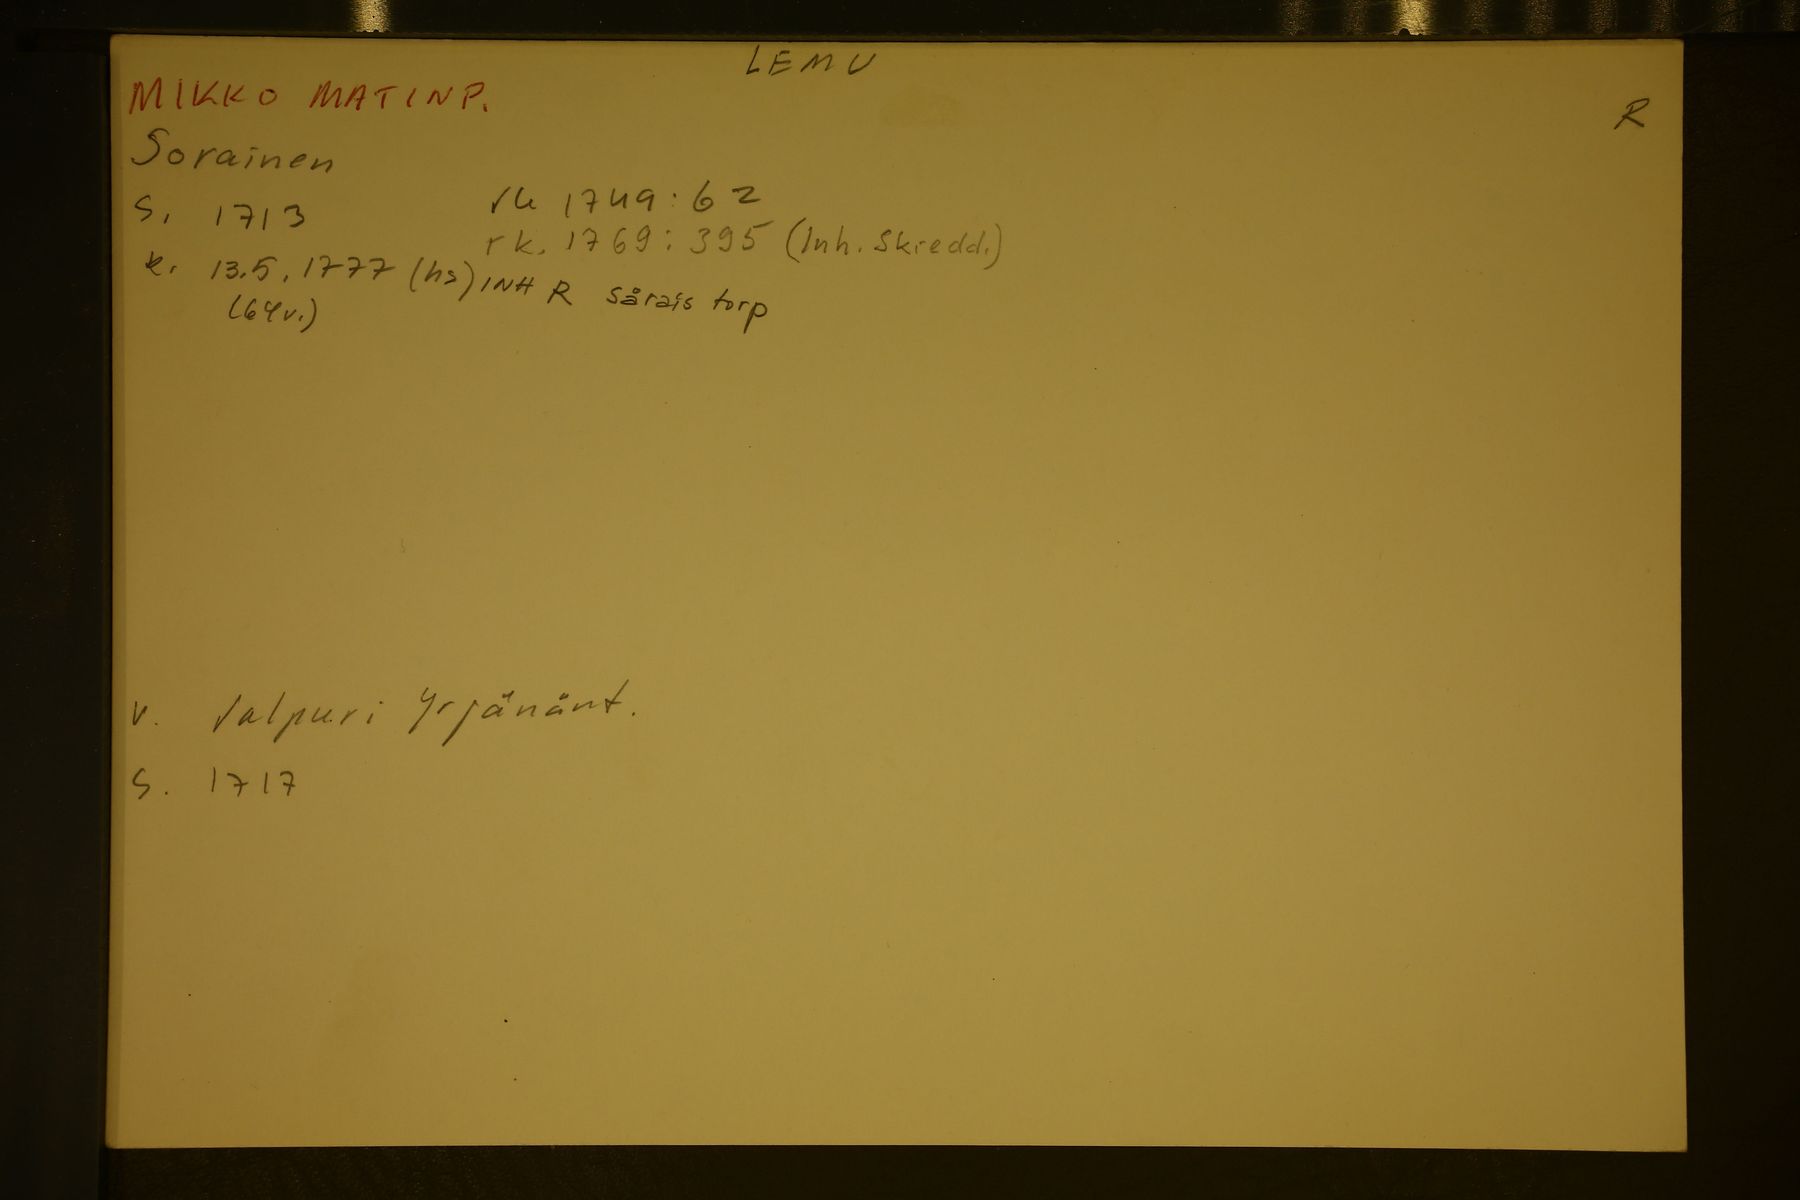 LEMU
MIKKO MATINP.
R
Sorainen
s. 1713 rk 1749:62
rk. 1769:395 (Inh. Skredd.)
k. 13.5.1777 (hs) INH R Sårais torp
(64v.)
v. Valpuri Yrjänänt.
s. 1717